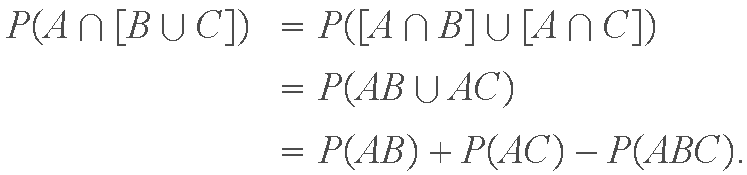 P(A ∩ [B ∪ C]) = P([A ∩ B] ∪ [A ∩ C])
= P(AB ∪ AC)
= P(AB) + P(AC) − P(ABC).